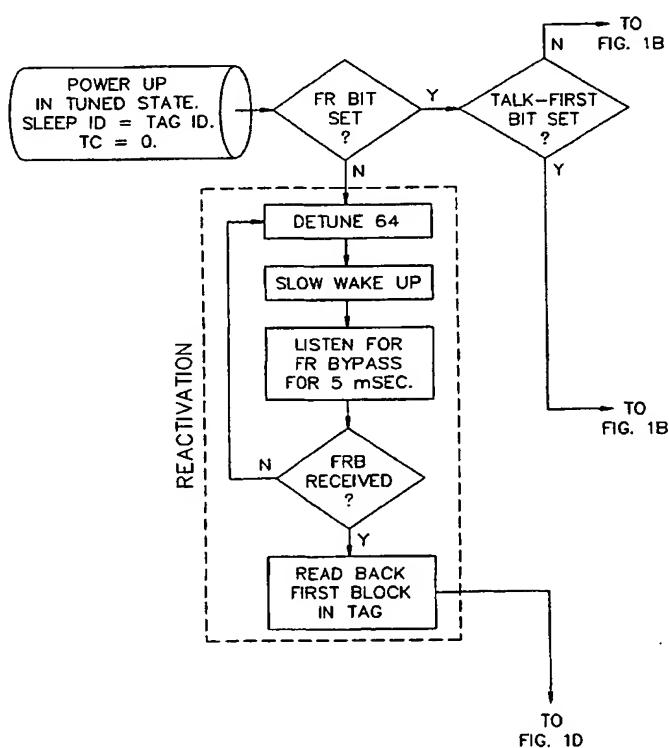 TO
FIG. 1B
N
POWER UP
IN TUNED STATE.
SLEEP ID = TAG ID.
TC = 0.
FR BIT
SET
?
Y
TALK-FIRST
BIT SET
?
N
Y
DETUNE 64
SLOW WAKE UP
LISTEN FOR
FR BYPASS
FOR 5 mSEC.
REACTIVATION
TO
FIG. 1B
N
FRB
RECEIVED
?
Y
READ BACK
FIRST BLOCK
IN TAG
TO
FIG. 1D